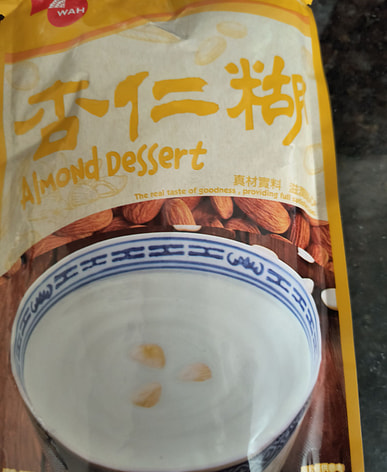 WAH
杏仁糊
Almond Dessert
真材實料
The real taste of goodness , providing full